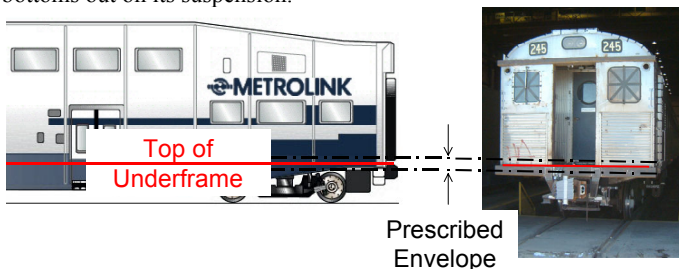 bottoms out on its suspension.
245 245
METROLINK
Top of
Underframe
Prescribed
Envelope